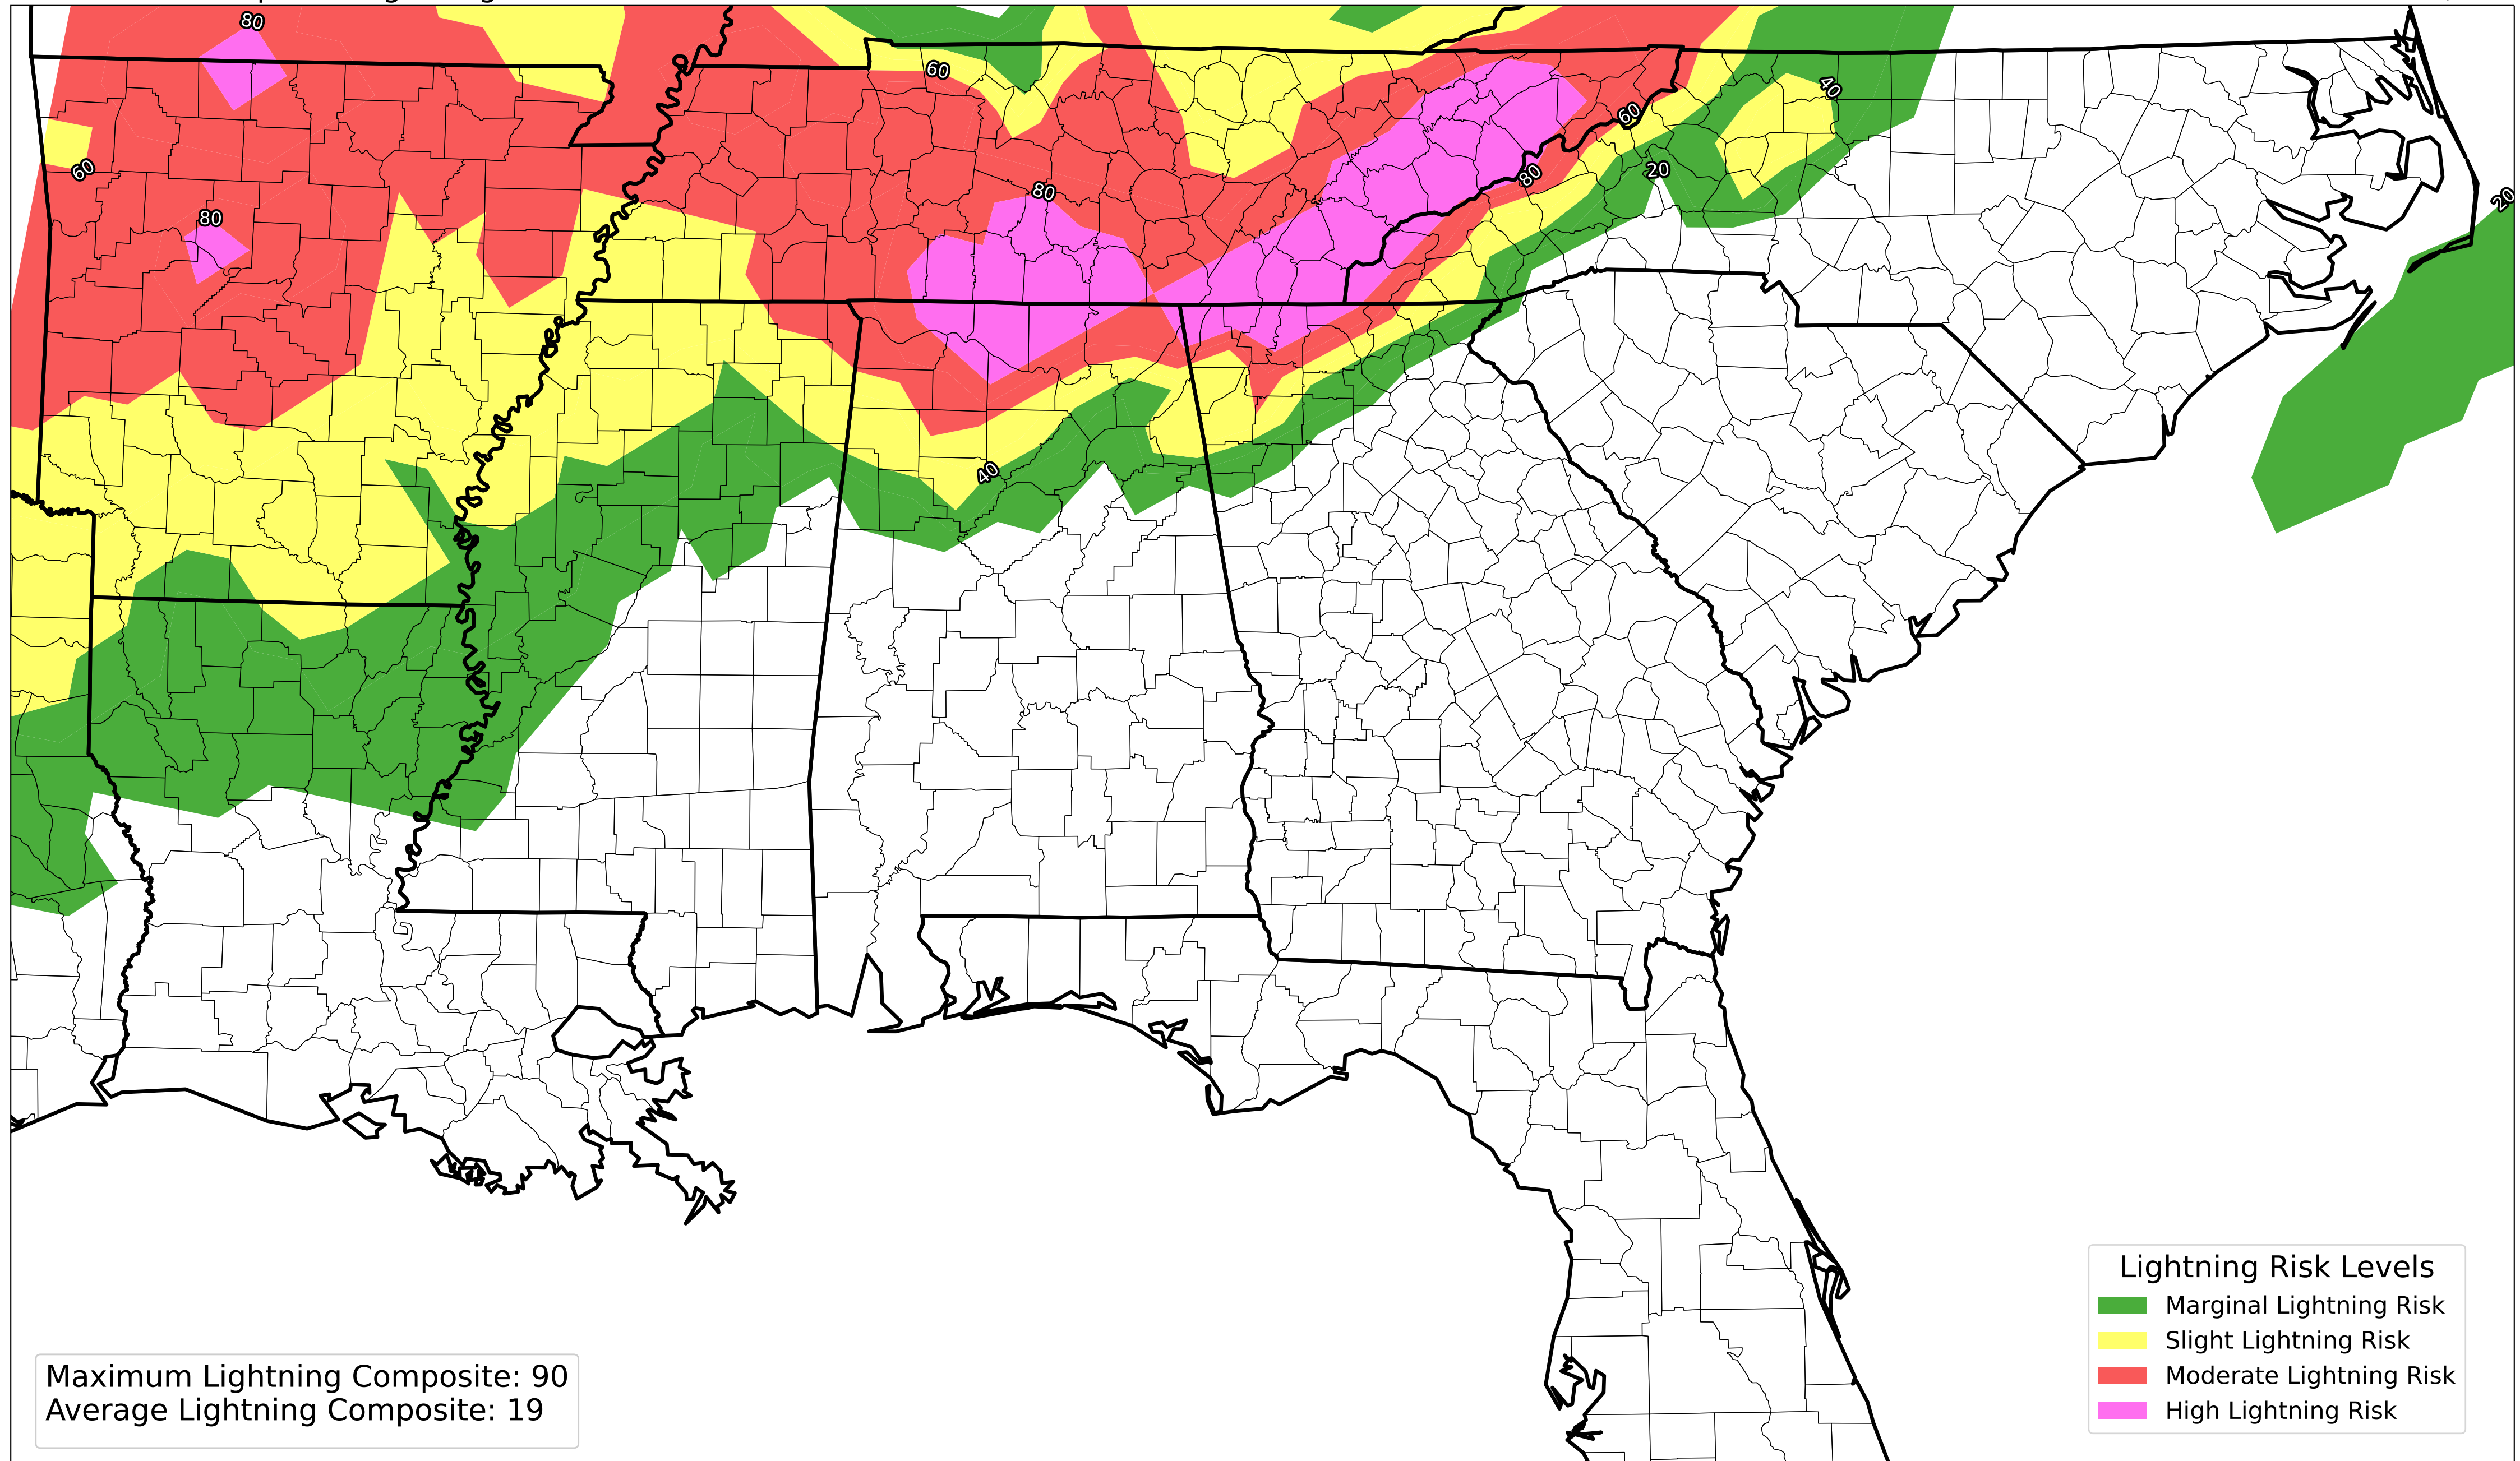 80
60
40
60
60
80
20
80
20
80
40
Lightning Risk Levels
Marginal Lightning Risk
Slight Lightning Risk
Moderate Lightning Risk
High Lightning Risk
Maximum Lightning Composite: 90
Average Lightning Composite: 19